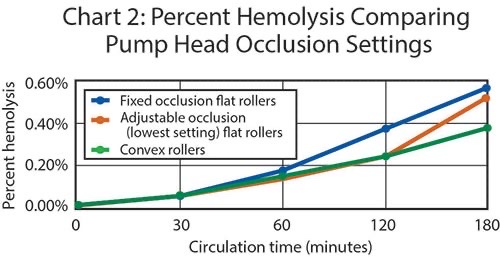 Chart 2: Percent Hemolysis Comparing
Pump Head Occlusion Settings
Percent hemolysis
0.60%
0.40%
0.20%
0.00%
Fixed occlusion flat rollers
Adjustable occlusion
(lowest setting) flat rollers
Convex rollers
0 30 60 120 180
Circulation time (minutes)